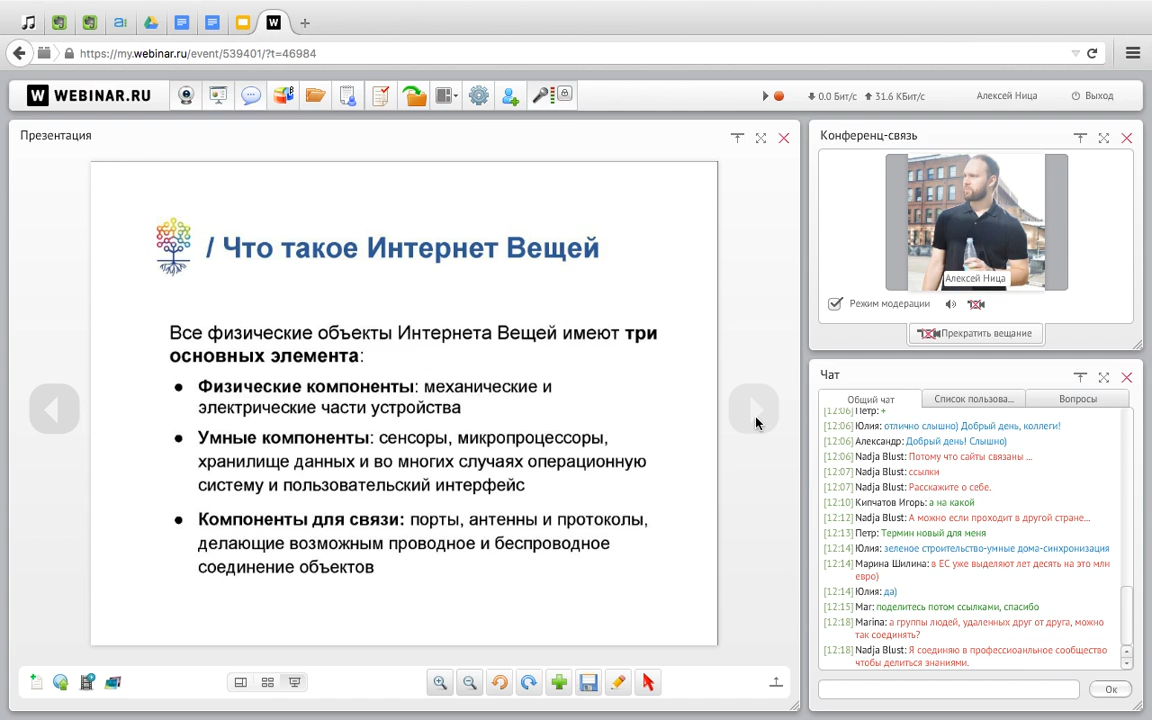 https://my.webinar.ru/event/539401/?t=46984
W WEBINAR.RU
0.0 Бит/с 31.6 КБит/с
Алексей Ница
Выход
Презентация
/ Что такое Интернет Вещей
Все физические объекты Интернета Вещей имеют три
основных элемента:
● Физические компоненты: механические и
электрические части устройства
● Умные компоненты: сенсоры, микропроцессоры,
хранилище данных и во многих случаях операционную
систему и пользовательский интерфейс
● Компоненты для связи: порты, антенны и протоколы,
делающие возможным проводное и беспроводное
соединение объектов
Конференц-связь
Алексей Ница
Режим модерации
Прекратить вещание
Чат
Общий чат
Список пользова...
Вопросы
[12:06] Петр: +
[12:06] Юлия: отлично слышно) Добрый день, коллеги!
[12:06] Александр: Добрый день! Слышно)
[12:06] Nadja Blust: Потому что сайты связаны ...
[12:07] Nadja Blust: ссылки
[12:07] Nadja Blust: Расскажите о себе.
[12:10] Кипчатов Игорь: а на какой
[12:12] Nadja Blust: А можно если проходит в другой стране...
[12:13] Петр: Термин новый для меня
[12:14] Юлия: зеленое строительство-умные дома-синхронизация
[12:14] Марина Шилина: в ЕС уже выделяют лет десять на это млн
евро)
[12:14] Юлия: да)
[12:15] Маг: поделитесь потом ссылками, спасибо
[12:18] Marina: а группы людей, удаленных друг от друга, можно
так соединять?
[12:18] Nadja Blust: Я соединяю в профессиоанльное сообщество
чтобы делиться знаниями.
Ок